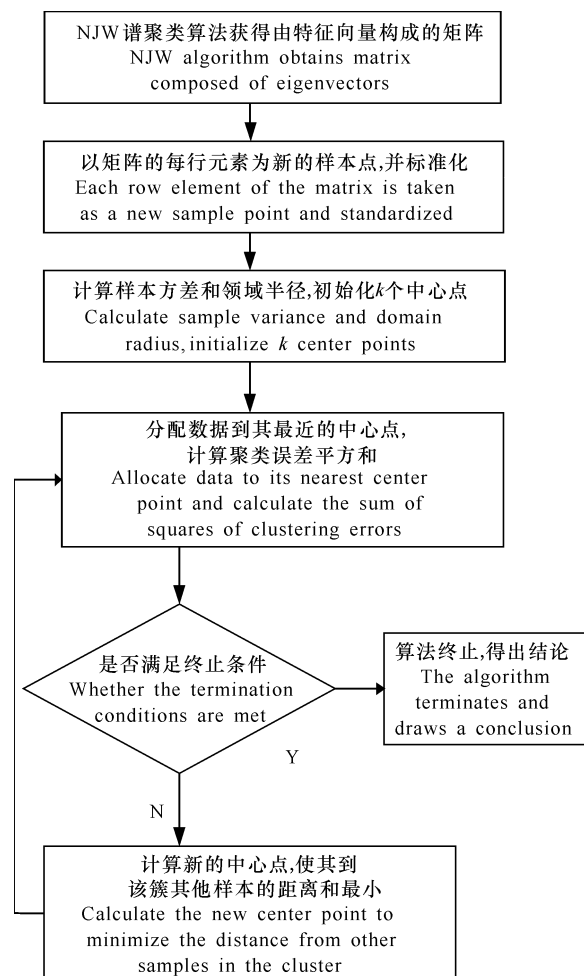 NJW谱聚类算法获得由特征向量构成的矩阵
NJW algorithm obtains matrix
composed of eigenvectors
以矩阵的每行元素为新的样本点,并标准化
Each row element of the matrix is taken
as a new sample point and standardized
计算样本方差和领域半径,初始化k个中心点
Calculate sample variance and domain
radius, initialize k center points
分配数据到其最近的中心点,
计算聚类误差平方和
Allocate data to its nearest center
point and calculate the sum of
squares of clustering errors
是否满足终止条件
Whether the termination
conditions are met
算法终止,得出结论
The algorithm
terminates and
draws a conclusion
Y
N
计算新的中心点,使其到
该簇其他样本的距离和最小
Calculate the new center point to
minimize the distance from other
samples in the cluster